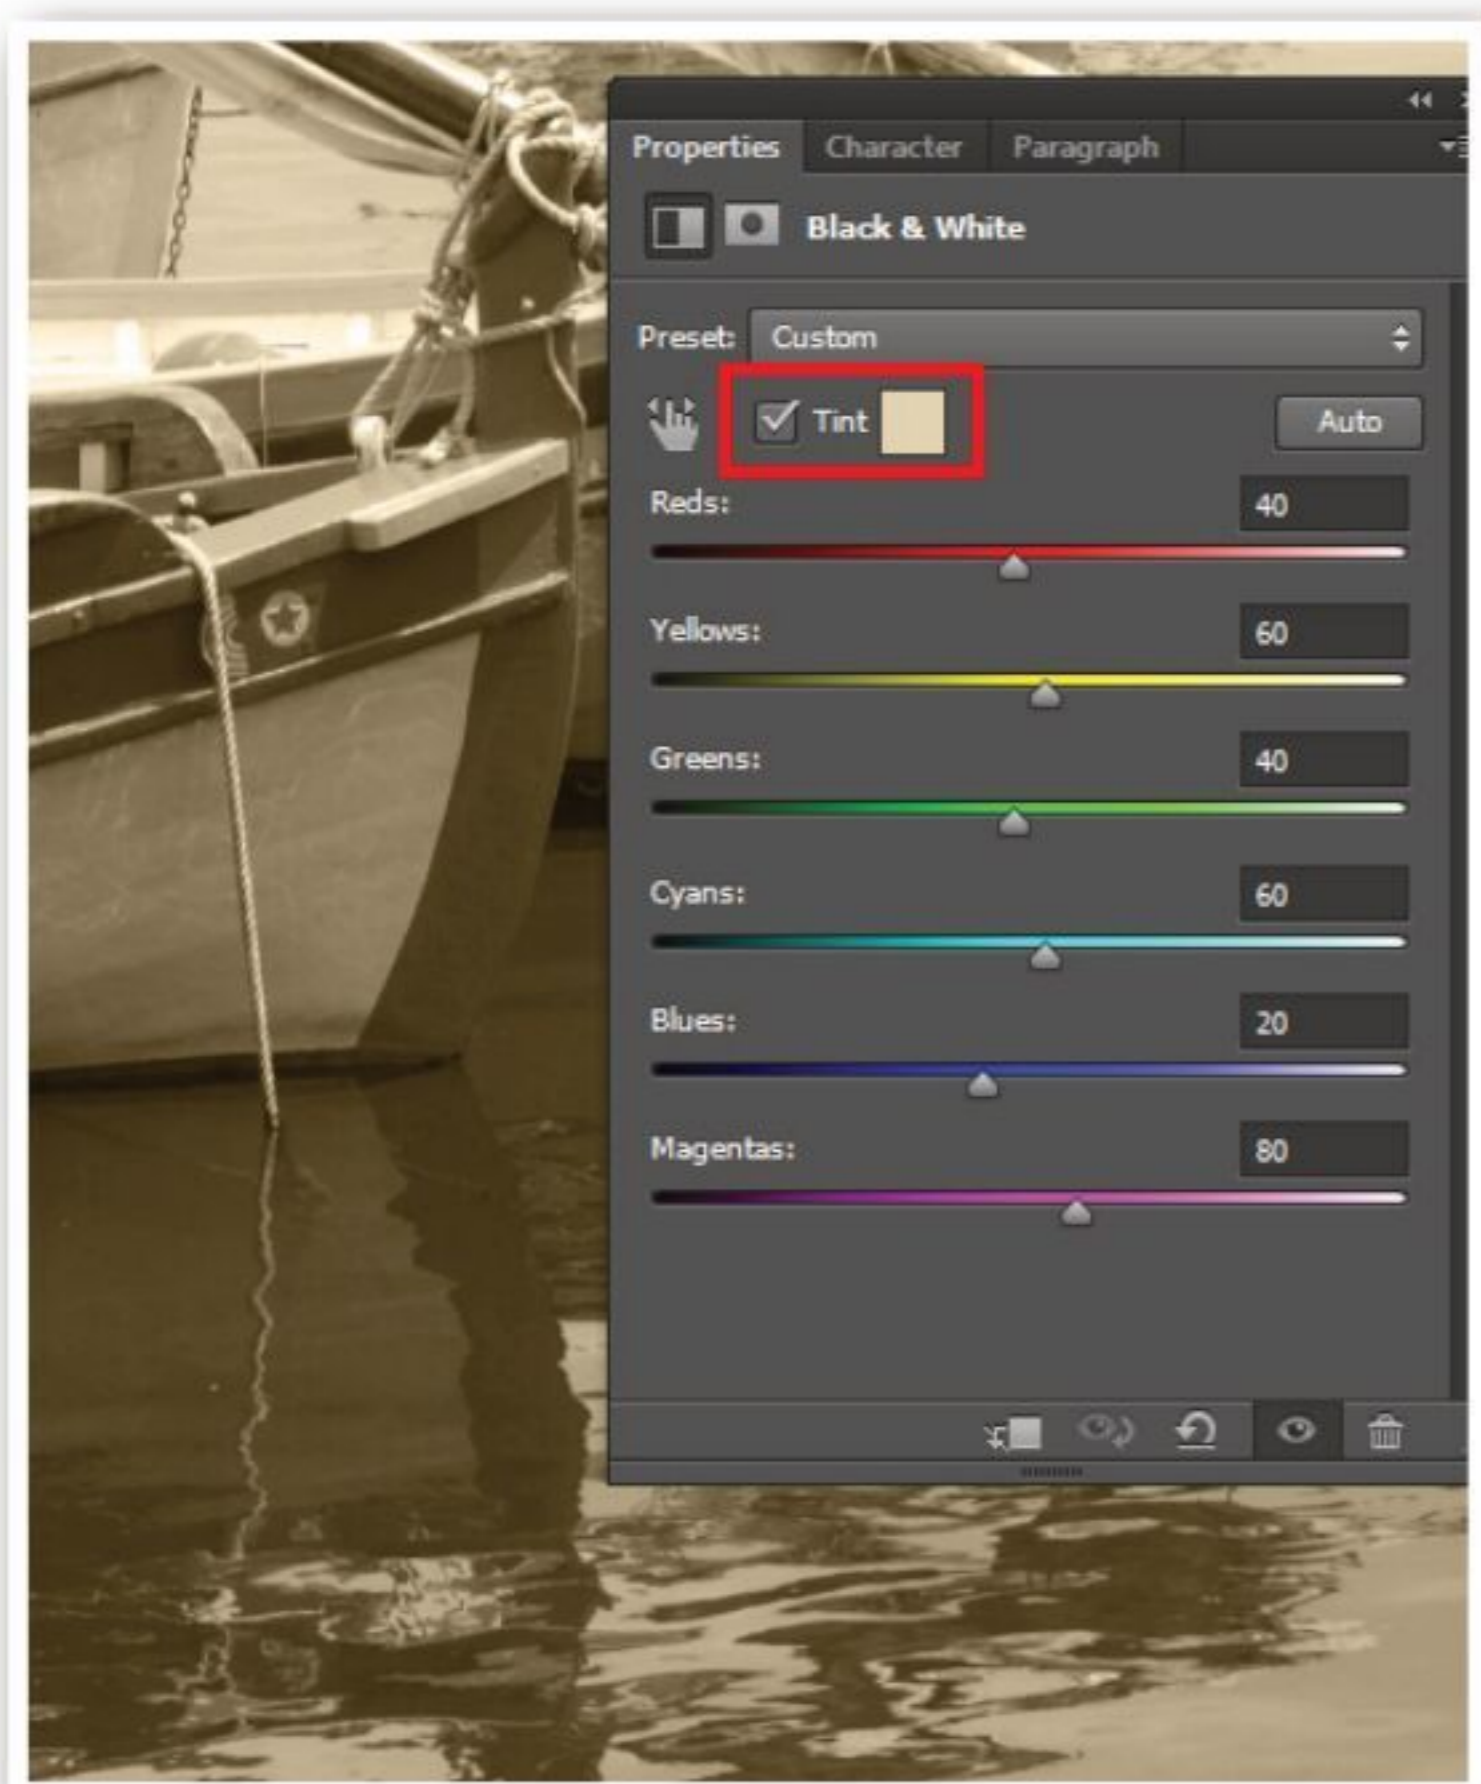 Properties Character Paragraph
Black & White
Preset: Custom
Tint Auto
Reds: 40
Yellows: 60
Greens: 40
Cyans: 60
Blues: 20
Magentas: 80